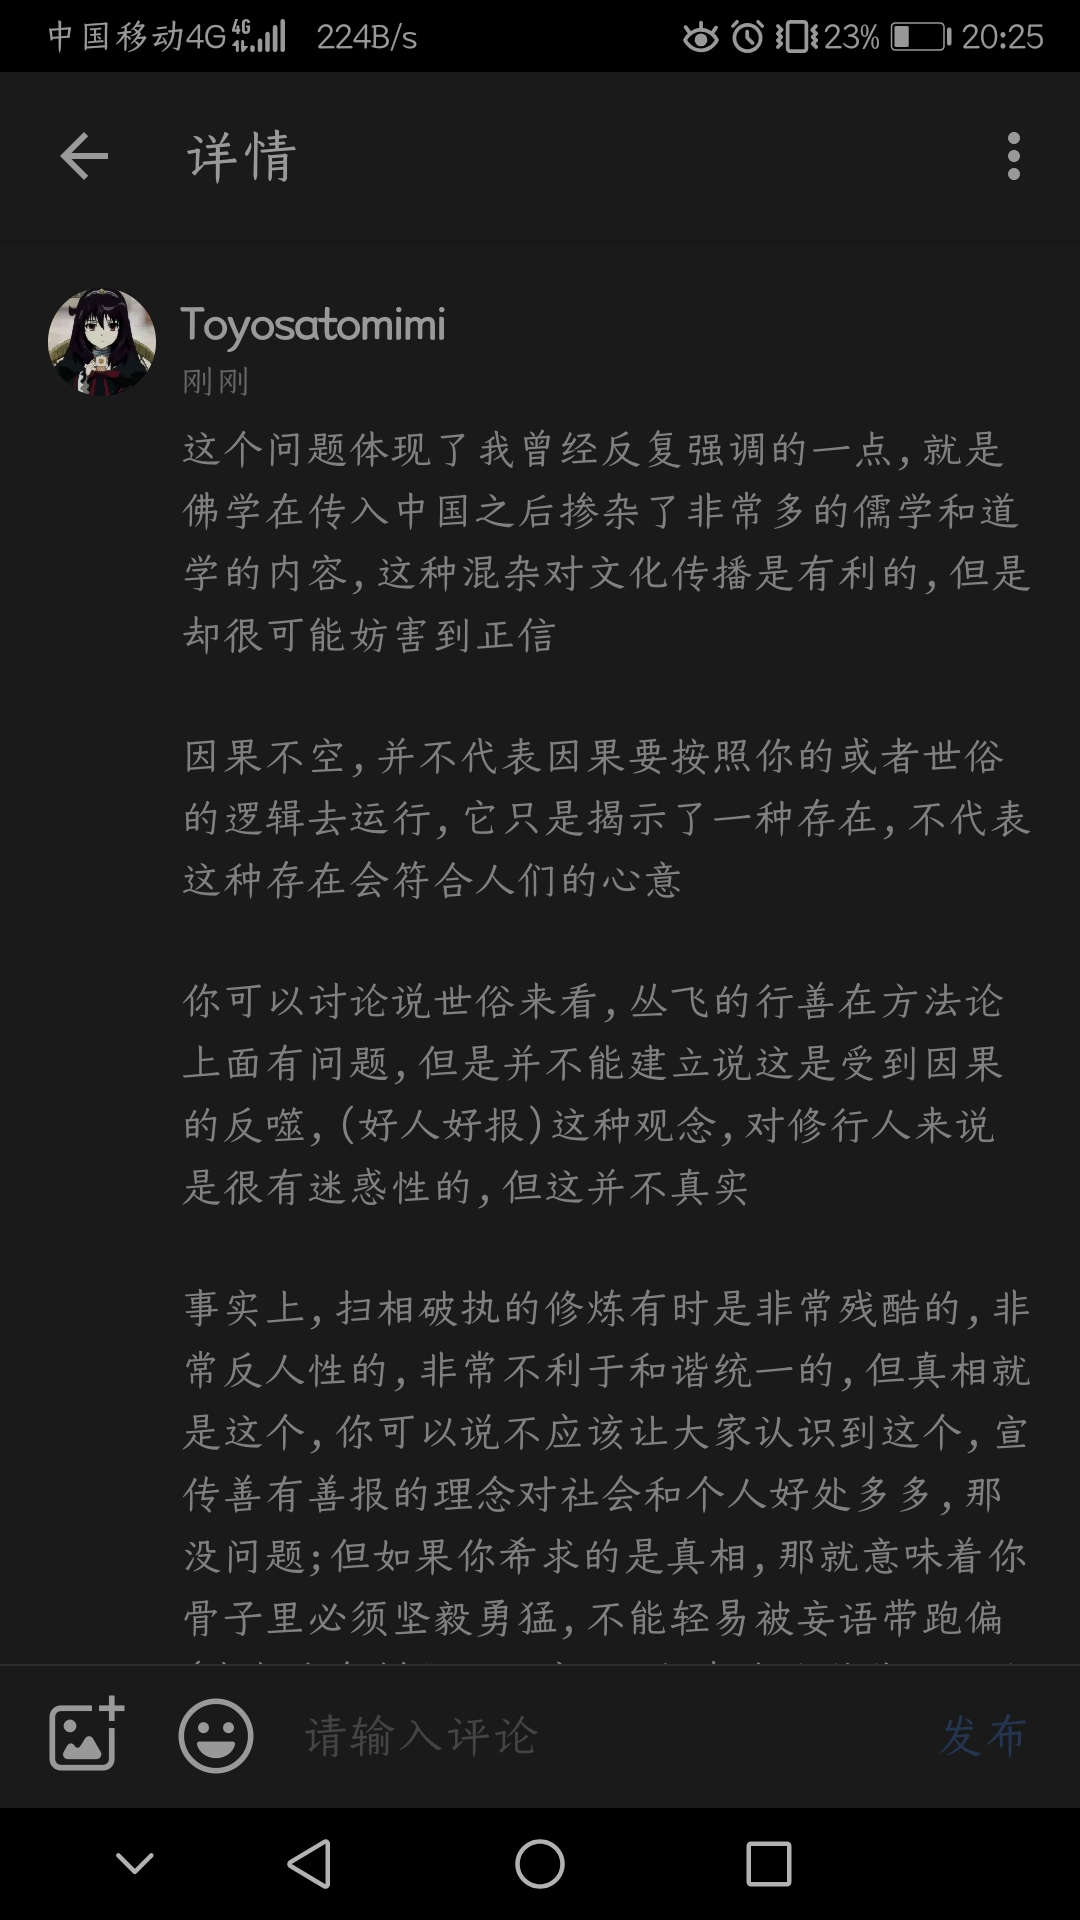 中国移动4G 4G 224B/s 23% 20:25
详情
Toyosatomimi
刚刚
这个问题体现了我曾经反复强调的一点,就是
佛学在传入中国之后掺杂了非常多的儒学和道
学的内容,这种混杂对文化传播是有利的,但是
却很可能妨害到正信
因果不空,并不代表因果要按照你的或者世俗
的逻辑去运行,它只是揭示了一种存在,不代表
这种存在会符合人们的心意
你可以讨论说世俗来看,丛飞的行善在方法论
上面有问题,但是并不能建立说这是受到因果
的反噬,(好人好报)这种观念,对修行人来说
是很有迷惑性的,但这并不真实
事实上,扫相破执的修炼有时是非常残酷的,非
常反人性的,非常不利于和谐统一的,但真相就
是这个,你可以说不应该让大家认识到这个,宣
传善有善报的理念对社会和个人好处多多,那
没问题;但如果你希求的是真相,那就意味着你
骨子里必须坚毅勇猛,不能轻易被妄语带跑偏
请输入评论
发布